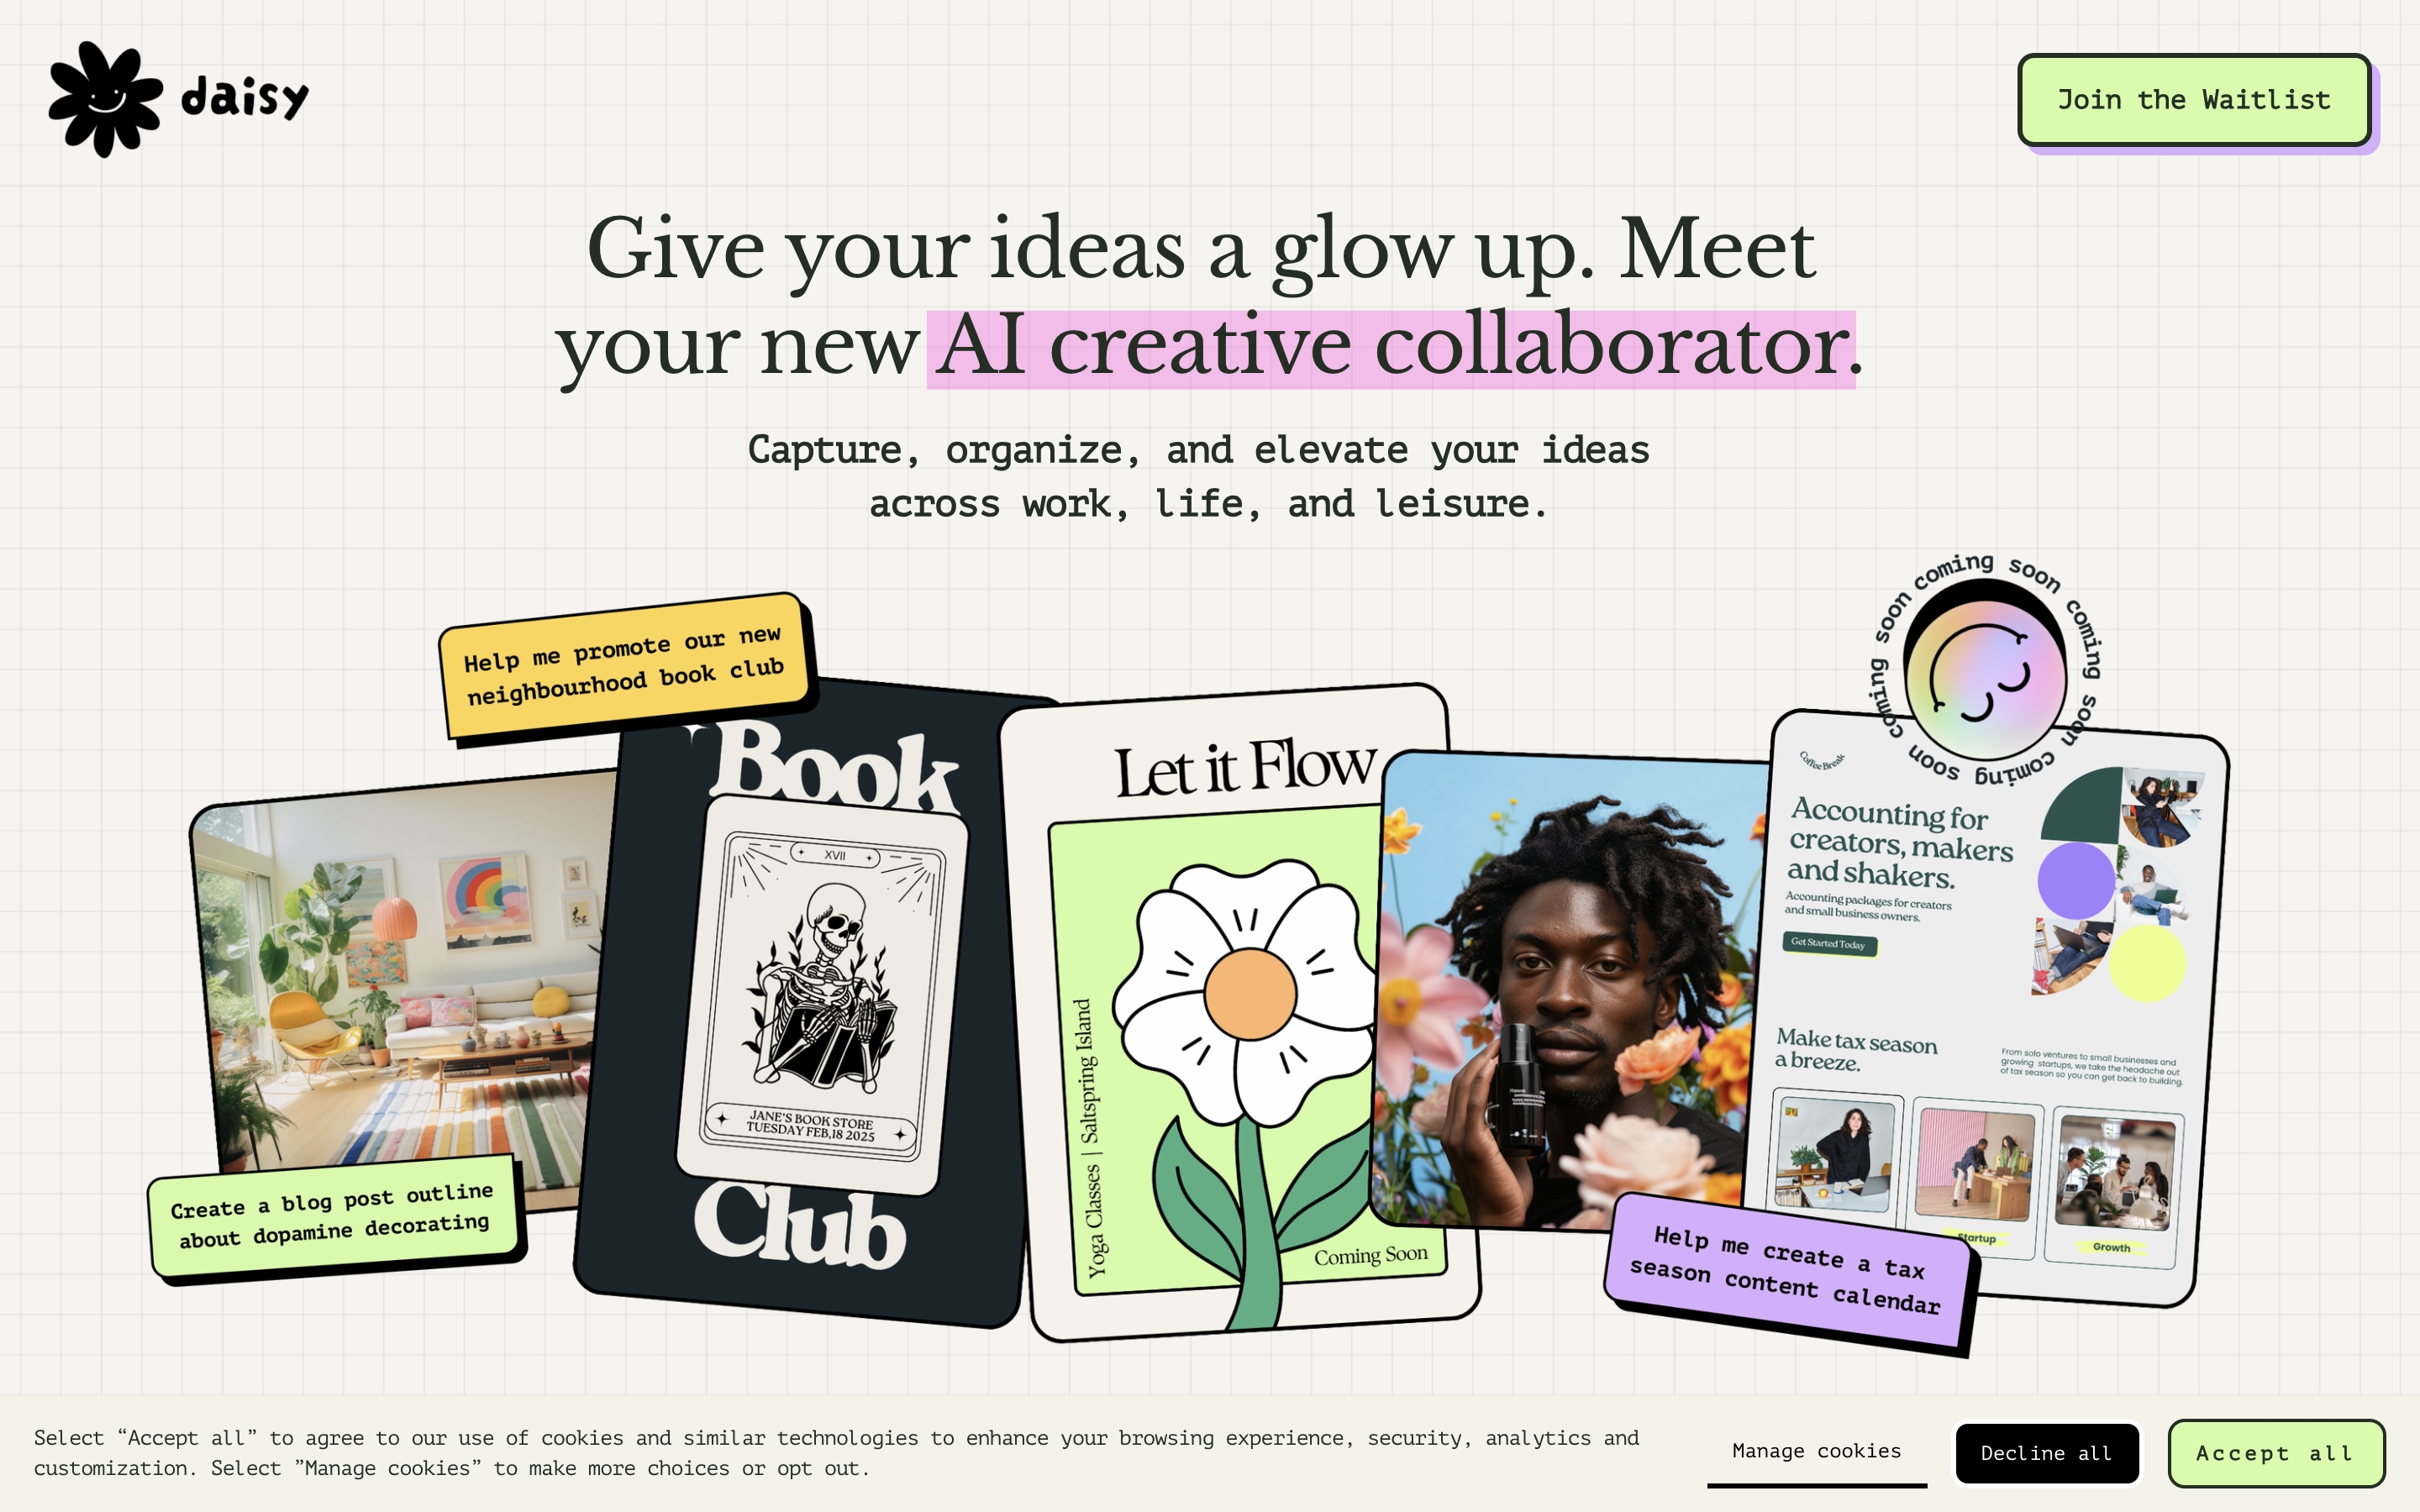 daisy
Join the Waitlist
Give your ideas a glow up. Meet
your new AI creative collaborator.
Capture, organize, and elevate your ideas
across work, life, and leisure.
coming soon coming soon coming soon coming soon
Help me promote our new
neighbourhood book club
Book
XVII
JANE'S BOOK STORE
TUESDAY FEB,18 2025
Club
Let it Flow
Yoga Classes | Saltspring Island
Coming Soon
Create a blog post outline
about dopamine decorating
Coffee Break
Accounting for
creators, makers
and shakers.
Accounting packages for creators
and small business owners.
Get Started Today
Make tax season
a breeze.
From solo ventures to small businesses and
growing startups, we take the headache out
of tax season so you can get back to building.
Startup
Growth
Help me create a tax
season content calendar
Select “Accept all” to agree to our use of cookies and similar technologies to enhance your browsing experience, security, analytics and
customization. Select ”Manage cookies” to make more choices or opt out.
Manage cookies
Decline all
Accept all